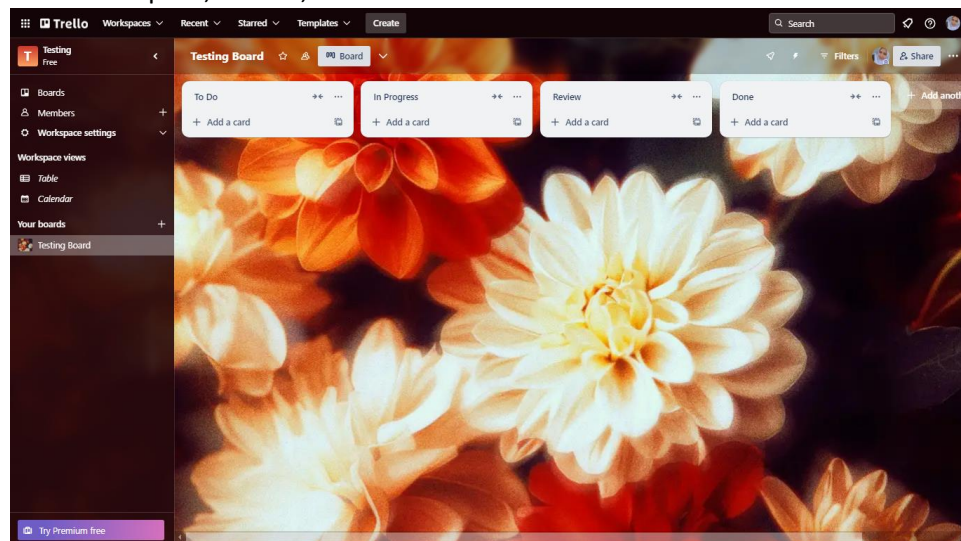 Trello Workspaces Recent Starred Templates Create Search
T Testing
Free
Testing Board Board Filters Share
Boards
Members
Workspace settings
Workspace views
Table
Calendar
Your boards
Testing Board
To Do In Progress Review Done + Add anoth
+ Add a card + Add a card + Add a card + Add a card
Try Premium free